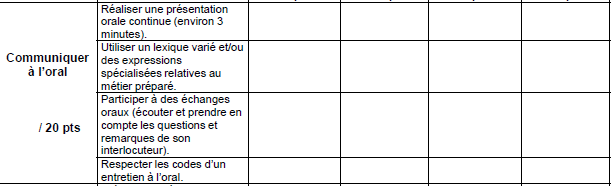 Communiquer
à l'oral
/ 20 pts
Réaliser une présentation
orale continue (environ 3
minutes).
Utiliser un lexique varié et/ou
des expressions
spécialisées relatives au
métier préparé.
Participer à des échanges
oraux (écouter et prendre en
compte les questions et
remarques de son
interlocuteur).
Respecter les codes d'un
entretien à l'oral.